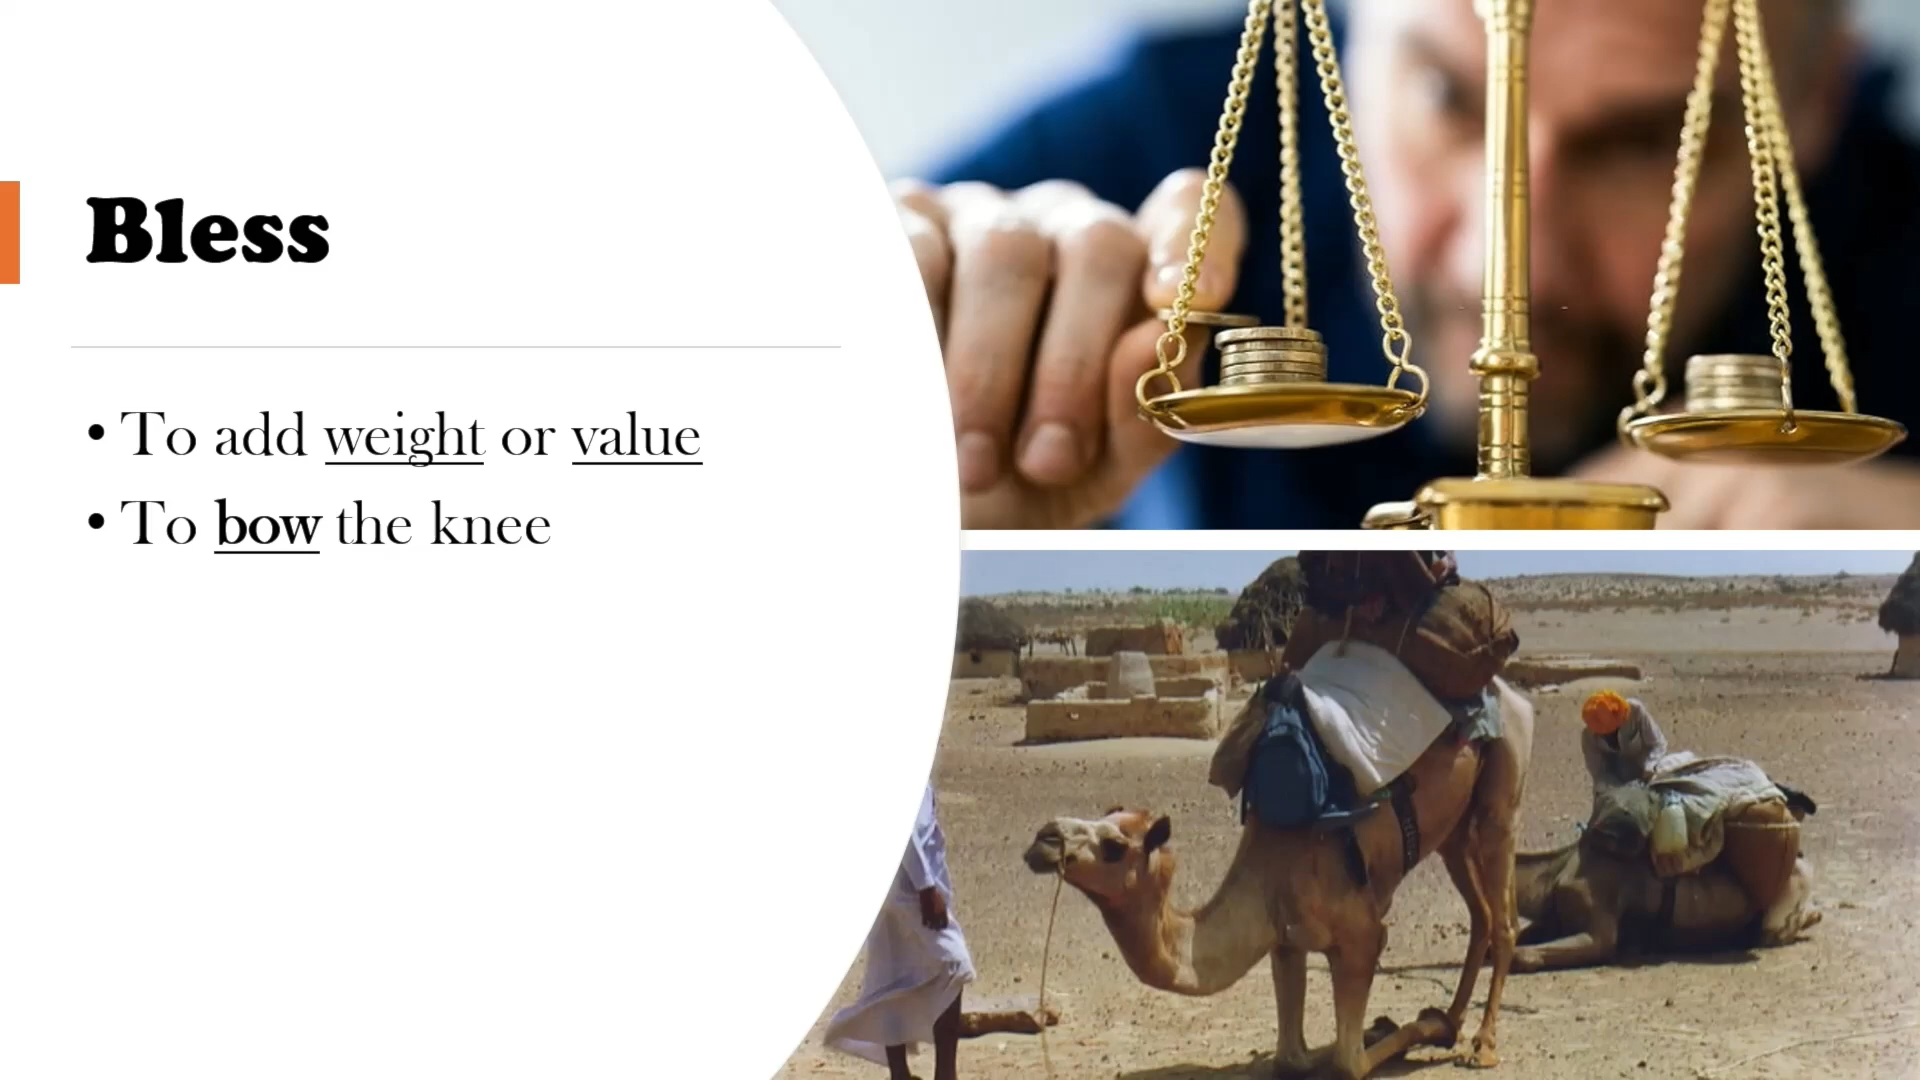 Bless
• To add weight or value
• To bow the knee